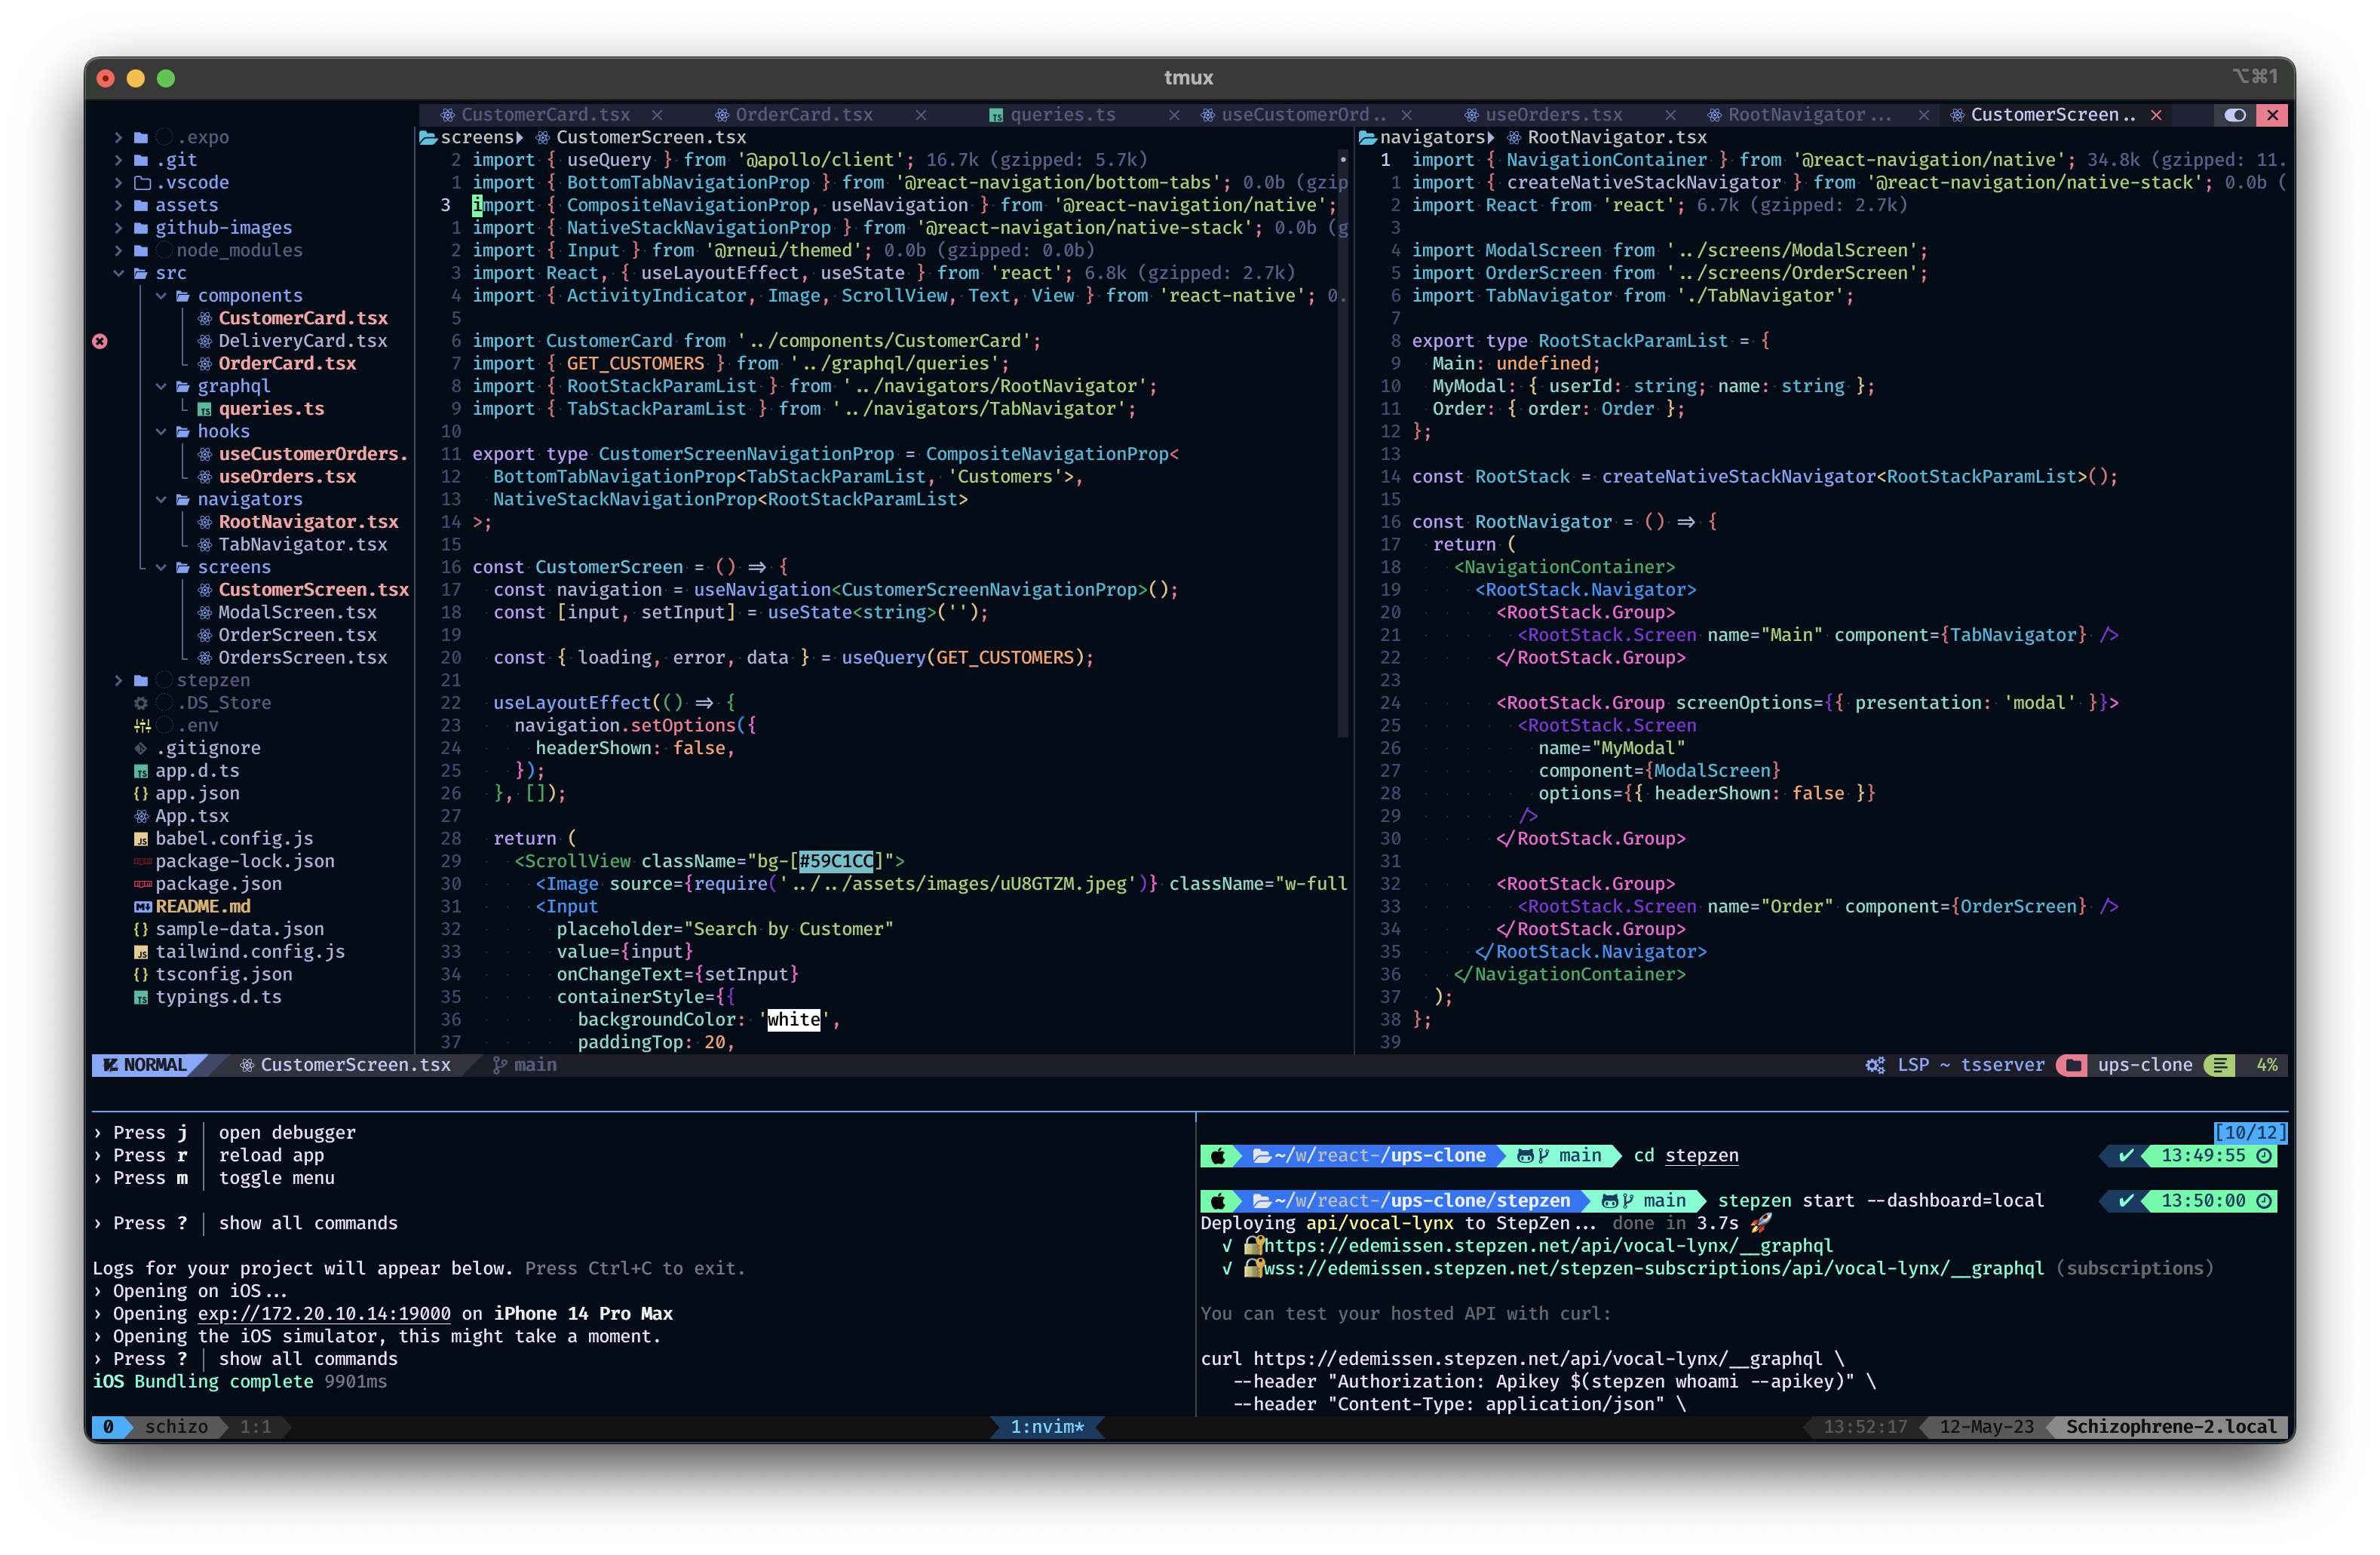 tmux
⌥⌘1
CustomerCard.tsx × OrderCard.tsx × queries.ts × useCustomerOrd.. × useOrders.tsx × RootNavigator... × CustomerScreen.. ×
.expo
.git
.vscode
assets
github-images
node_modules
src
components
CustomerCard.tsx
DeliveryCard.tsx
OrderCard.tsx
graphql
queries.ts
hooks
useCustomerOrders.
useOrders.tsx
navigators
RootNavigator.tsx
TabNavigator.tsx
screens
CustomerScreen.tsx
ModalScreen.tsx
OrderScreen.tsx
OrdersScreen.tsx
stepzen
.DS_Store
.env
.gitignore
app.d.ts
app.json
App.tsx
babel.config.js
package-lock.json
package.json
README.md
sample-data.json
tailwind.config.js
tsconfig.json
typings.d.ts
screens CustomerScreen.tsx
2 import { useQuery } from '@apollo/client'; 16.7k (gzipped: 5.7k)
1 import { BottomTabNavigationProp } from '@react-navigation/bottom-tabs'; 0.0b (gzip
3 import { CompositeNavigationProp, useNavigation } from '@react-navigation/native';
1 import { NativeStackNavigationProp } from '@react-navigation/native-stack'; 0.0b (g
2 import { Input } from '@rneui/themed'; 0.0b (gzipped: 0.0b)
3 import React, { useLayoutEffect, useState } from 'react'; 6.8k (gzipped: 2.7k)
4 import { ActivityIndicator, Image, ScrollView, Text, View } from 'react-native'; 0.
5
6 import CustomerCard from '../components/CustomerCard';
7 import { GET_CUSTOMERS } from '../graphql/queries';
8 import { RootStackParamList } from '../navigators/RootNavigator';
9 import { TabStackParamList } from '../navigators/TabNavigator';
10
11 export type CustomerScreenNavigationProp = CompositeNavigationProp<
12 BottomTabNavigationProp<TabStackParamList, 'Customers'>,
13 NativeStackNavigationProp<RootStackParamList>
14 >;
15
16 const CustomerScreen = () => {
17 const navigation = useNavigation<CustomerScreenNavigationProp>();
18 const [input, setInput] = useState<string>('');
19
20 const { loading, error, data } = useQuery(GET_CUSTOMERS);
21
22 useLayoutEffect(() => {
23 navigation.setOptions({
24 headerShown: false,
25 });
26 }, []);
27
28 return (
29 <ScrollView className="bg-[#59C1CC]">
30 <Image source={require('../../assets/images/uU8GTZM.jpeg')} className="w-full
31 <Input
32 placeholder="Search by Customer"
33 value={input}
34 onChangeText={setInput}
35 containerStyle={{
36 backgroundColor: 'white',
37 paddingTop: 20,
navigators RootNavigator.tsx
1 import { NavigationContainer } from '@react-navigation/native'; 34.8k (gzipped: 11.
1 import { createNativeStackNavigator } from '@react-navigation/native-stack'; 0.0b (
2 import React from 'react'; 6.7k (gzipped: 2.7k)
3
4 import ModalScreen from '../screens/ModalScreen';
5 import OrderScreen from '../screens/OrderScreen';
6 import TabNavigator from './TabNavigator';
7
8 export type RootStackParamList = {
9 Main: undefined;
10 MyModal: { userId: string; name: string };
11 Order: { order: Order };
12 };
13
14 const RootStack = createNativeStackNavigator<RootStackParamList>();
15
16 const RootNavigator = () => {
17 return (
18 <NavigationContainer>
19 <RootStack.Navigator>
20 <RootStack.Group>
21 <RootStack.Screen name="Main" component={TabNavigator} />
22 </RootStack.Group>
23
24 <RootStack.Group screenOptions={{ presentation: 'modal' }}>
25 <RootStack.Screen
26 name="MyModal"
27 component={ModalScreen}
28 options={{ headerShown: false }}
29 />
30 </RootStack.Group>
31
32 <RootStack.Group>
33 <RootStack.Screen name="Order" component={OrderScreen} />
34 </RootStack.Group>
35 </RootStack.Navigator>
36 </NavigationContainer>
37 );
38 };
39
NORMAL CustomerScreen.tsx main LSP ~ tsserver ups-clone 4%
› Press j │ open debugger
› Press r │ reload app
› Press m │ toggle menu
› Press ? │ show all commands
Logs for your project will appear below. Press Ctrl+C to exit.
› Opening on iOS...
› Opening exp://172.20.10.14:19000 on iPhone 14 Pro Max
› Opening the iOS simulator, this might take a moment.
› Press ? │ show all commands
iOS Bundling complete 9901ms
[10/12]
~/w/react-/ups-clone main cd stepzen ✔ 13:49:55
~/w/react-/ups-clone/stepzen main stepzen start --dashboard=local ✔ 13:50:00
Deploying api/vocal-lynx to StepZen... done in 3.7s 🚀
√ 🔐https://edemissen.stepzen.net/api/vocal-lynx/__graphql
√ 🔐wss://edemissen.stepzen.net/stepzen-subscriptions/api/vocal-lynx/__graphql (subscriptions)
You can test your hosted API with curl:
curl https://edemissen.stepzen.net/api/vocal-lynx/__graphql \
--header "Authorization: Apikey $(stepzen whoami --apikey)" \
--header "Content-Type: application/json" \
0 schizo 1:1 1:nvim* 13:52:17 12-May-23 Schizophrene-2.local